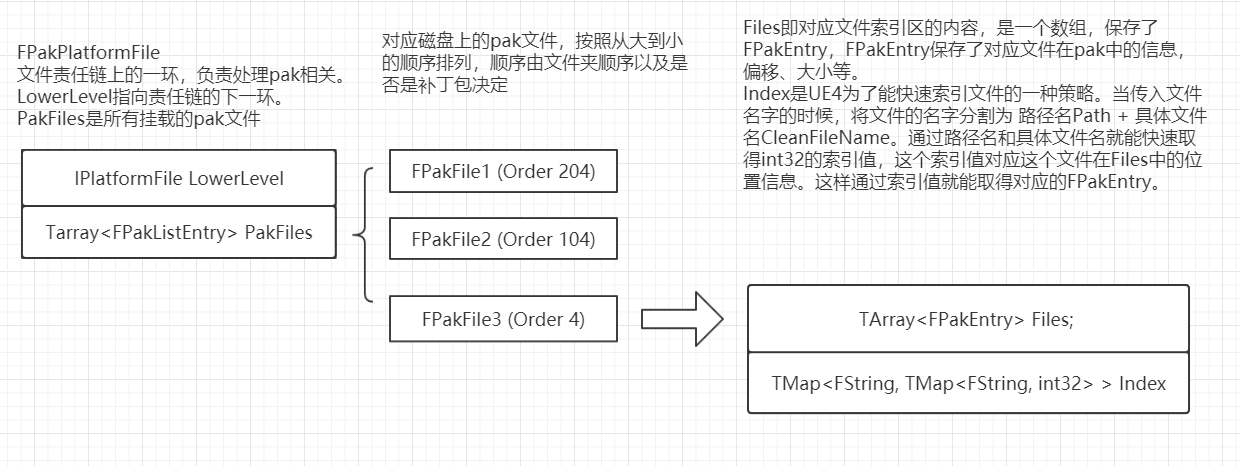 FPakPlatformFile
文件责任链上的一环，负责处理pak相关。
LowerLevel指向责任链的下一环。
PakFiles是所有挂载的pak文件
IPlatformFile LowerLevel
Tarray<FPakListEntry> PakFiles
对应磁盘上的pak文件，按照从大到小
的顺序排列，顺序由文件夹顺序以及是
否是补丁包决定
FPakFile1 (Order 204)
FPakFile2 (Order 104)
FPakFile3 (Order 4)
Files即对应文件索引区的内容，是一个数组，保存了
FPakEntry，FPakEntry保存了对应文件在pak中的信息，
偏移、大小等。
Index是UE4为了能快速索引文件的一种策略。当传入文件
名字的时候，将文件的名字分割为 路径名Path + 具体文件
名CleanFileName。通过路径名和具体文件名就能快速取
得int32的索引值，这个索引值对应这个文件在Files中的位
置信息。这样通过索引值就能取得对应的FPakEntry。
TArray<FPakEntry> Files;
TMap<FString, TMap<FString, int32> > Index